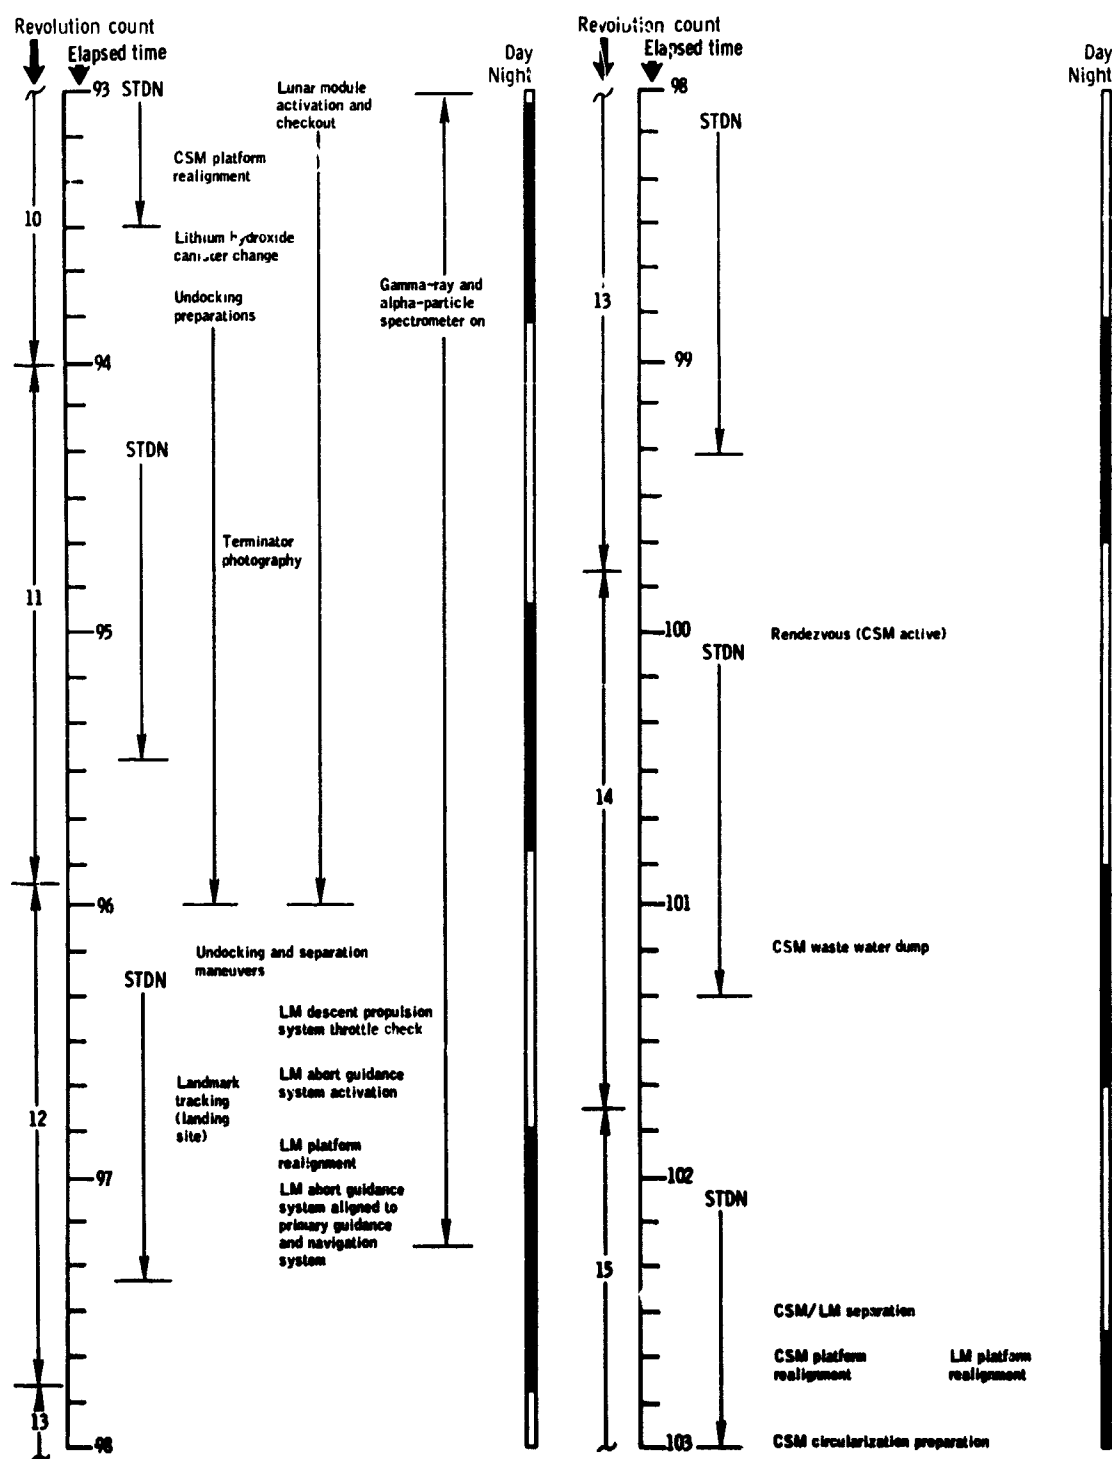 Revolution count
Elapsed time
Day
Night
93
STDN
Lunar module
activation and
checkout
CSM platform
realignment
10
Lithium hydroxide
canister change
Undocking
preparations
Gamma-ray and
alpha-particle
spectrometer on
94
STDN
Terminator
photography
11
95
96
Undocking and separation
maneuvers
STDN
LM descent propulsion
system throttle check
LM abort guidance
system activation
Landmark
tracking
(landing
site)
12
LM platform
realignment
97
LM abort guidance
system aligned to
primary guidance
and navigation
system
13
98
Revolution count
Elapsed time
Day
Night
98
STDN
13
99
100
Rendezvous (CSM active)
STDN
14
101
CSM waste water dump
102
STDN
15
CSM/LM separation
CSM platform
realignment
LM platform
realignment
103
CSM circularization preparation